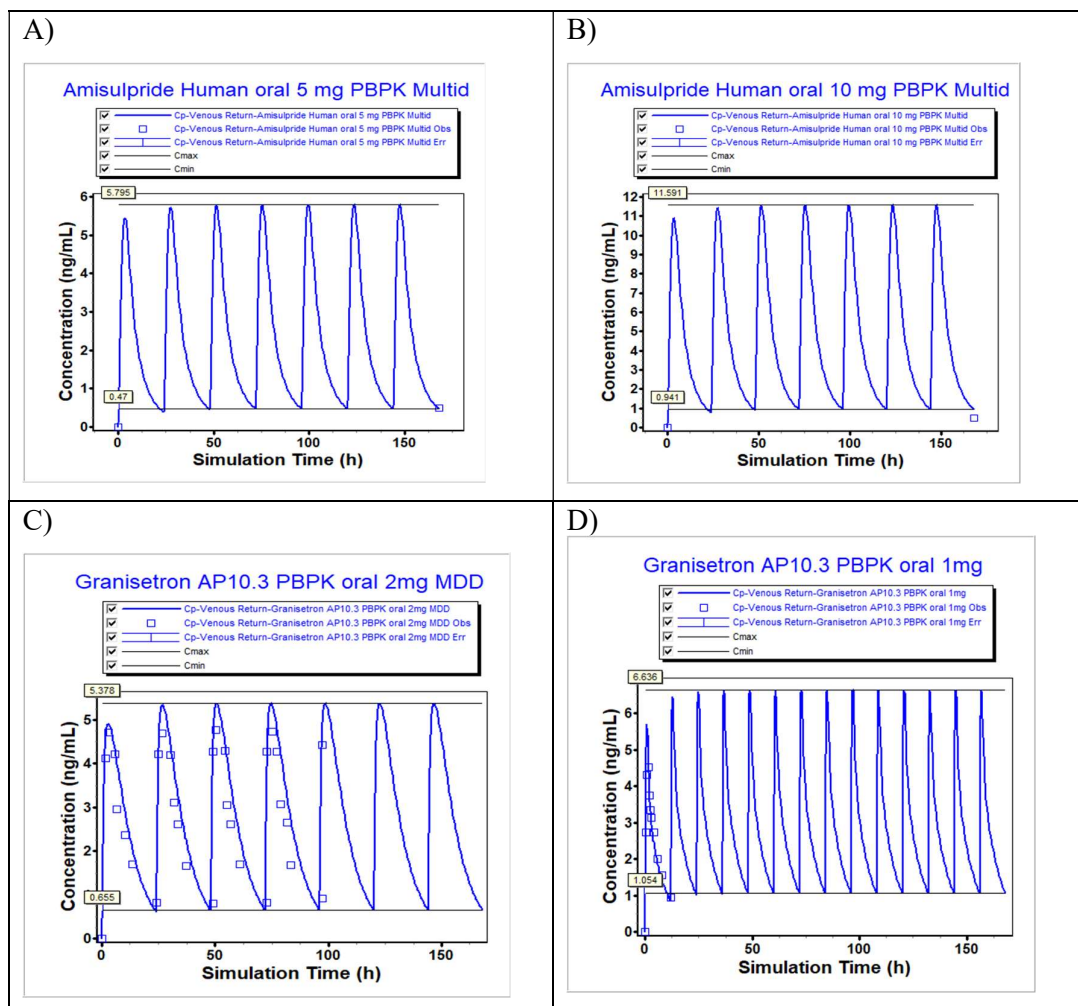 A)
Amisulpride Human oral 5 mg PBPK Multid
Cp-Venous Return-Amisulpride Human oral 5 mg PBPK Multid
Cp-Venous Return-Amisulpride Human oral 5 mg PBPK Multid Obs
Cp-Venous Return-Amisulpride Human oral 5 mg PBPK Multid Err
Cmax
Cmin
5.795
6
5
4
3
2
1
0
0.47
Concentration (ng/mL)
0 50 100 150
Simulation Time (h)
B)
Amisulpride Human oral 10 mg PBPK Multid
Cp-Venous Return-Amisulpride Human oral 10 mg PBPK Multid
Cp-Venous Return-Amisulpride Human oral 10 mg PBPK Multid Obs
Cp-Venous Return-Amisulpride Human oral 10 mg PBPK Multid Err
Cmax
Cmin
11.591
12
11
10
9
8
7
6
5
4
3
2
1
0
0.941
Concentration (ng/mL)
0 50 100 150
Simulation Time (h)
C)
Granisetron AP10.3 PBPK oral 2mg MDD
Cp-Venous Return-Granisetron AP10.3 PBPK oral 2mg MDD
Cp-Venous Return-Granisetron AP10.3 PBPK oral 2mg MDD Obs
Cp-Venous Return-Granisetron AP10.3 PBPK oral 2mg MDD Err
Cmax
Cmin
5.378
5
4
3
2
1
0
0.655
Concentration (ng/mL)
0 50 100 150
Simulation Time (h)
D)
Granisetron AP10.3 PBPK oral 1mg
Cp-Venous Return-Granisetron AP10.3 PBPK oral 1mg
Cp-Venous Return-Granisetron AP10.3 PBPK oral 1mg Obs
Cp-Venous Return-Granisetron AP10.3 PBPK oral 1mg Err
Cmax
Cmin
6.636
6
5
4
3
2
1
0
1.054
Concentration (ng/mL)
0 50 100 150
Simulation Time (h)